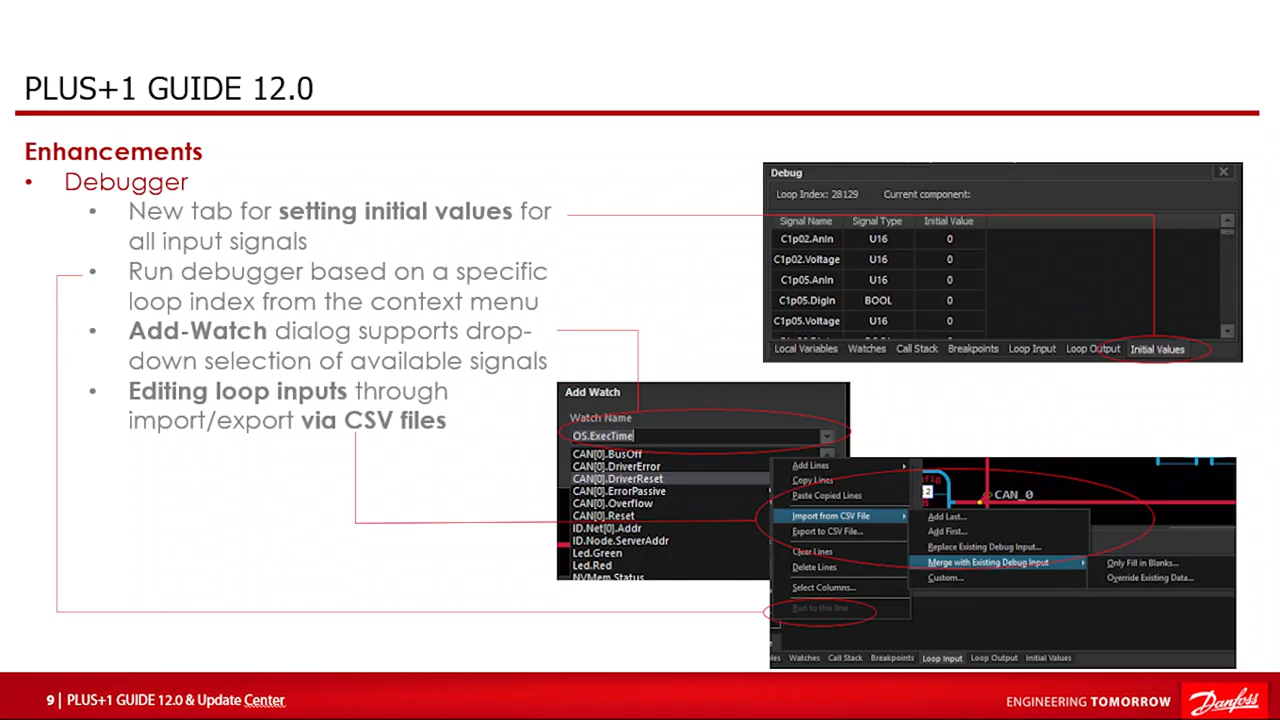 PLUS+1 GUIDE 12.0
Enhancements
• Debugger
• New tab for setting initial values for
all input signals
• Run debugger based on a specific
loop index from the context menu
• Add-Watch dialog supports drop-
down selection of available signals
• Editing loop inputs through
import/export via CSV files
Debug
Loop Index: 28129 Current component:
Signal Name Signal Type Initial Value
C1p02.AnIn U16 0
C1p02.Voltage U16 0
C1p05.AnIn U16 0
C1p05.DigIn BOOL 0
C1p05.Voltage U16 0
Local Variables Watches Call Stack Breakpoints Loop Input Loop Output Initial Values
Add Watch
Watch Name
OS.ExecTime
CAN[0].BusOff
CAN[0].DriverError
CAN[0].DriverReset
CAN[0].ErrorPassive
CAN[0].Overflow
CAN[0].Reset
ID.Net[0].Addr
ID.Node.ServerAddr
Led.Green
Led.Red
NVMem.Status
Add Lines
Copy Lines
Paste Copied Lines
Import from CSV File
Export to CSV File...
Clear Lines
Delete Lines
Select Columns...
Run to this line
CAN_0
Add Last...
Add First...
Replace Existing Debug Input...
Merge with Existing Debug Input
Custom...
Only Fill in Blanks...
Override Existing Data...
Watches Call Stack Breakpoints Loop Input Loop Output Initial Values
9 | PLUS+1 GUIDE 12.0 & Update Center
ENGINEERING TOMORROW
Danfoss